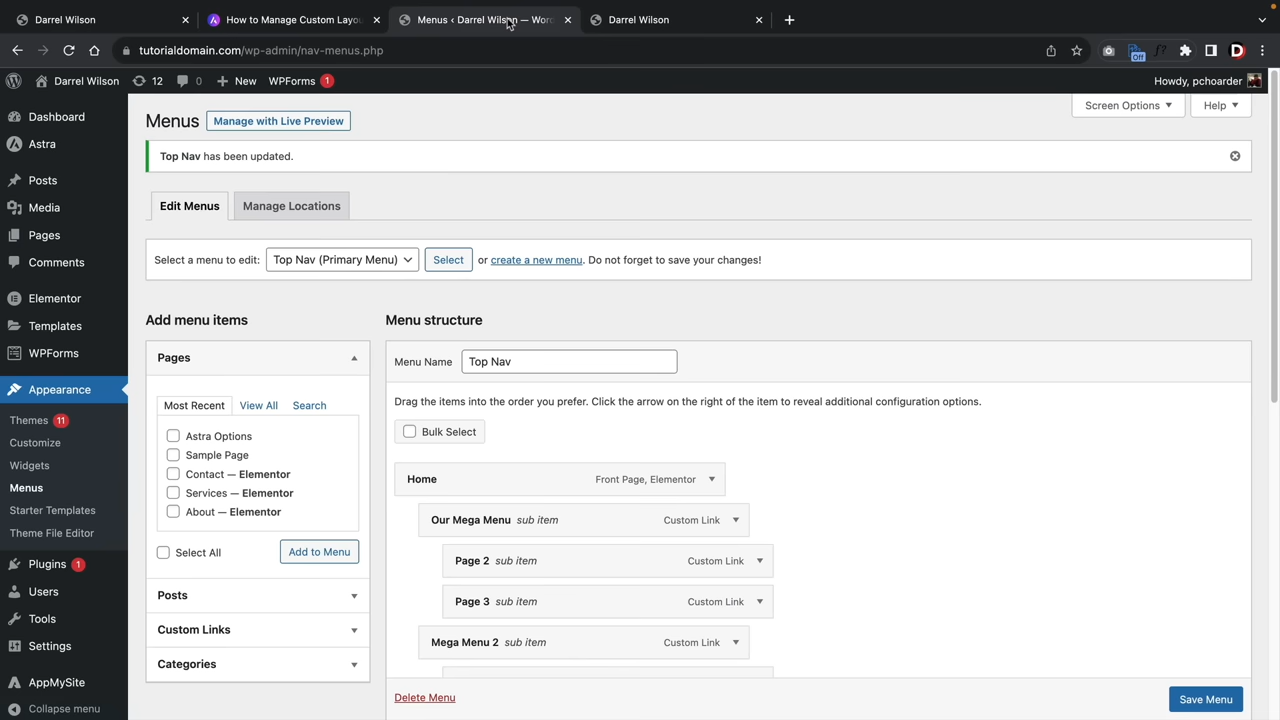 Darrel Wilson
How to Manage Custom Layou
Menus ‹ Darrel Wilson — Word
Darrel Wilson
tutorialdomain.com/wp-admin/nav-menus.php
Off
D
Darrel Wilson
12
0
New
WPForms 1
Howdy, pchoarder
Dashboard
Astra
Posts
Media
Pages
Comments
Elementor
Templates
WPForms
Appearance
Themes 11
Customize
Widgets
Menus
Starter Templates
Theme File Editor
Plugins 1
Users
Tools
Settings
AppMySite
Collapse menu
Menus
Manage with Live Preview
Screen Options
Help
Top Nav has been updated.
Edit Menus
Manage Locations
Select a menu to edit: Top Nav (Primary Menu) Select or create a new menu. Do not forget to save your changes!
Add menu items
Pages
Most Recent View All Search
Astra Options
Sample Page
Contact — Elementor
Services — Elementor
About — Elementor
Select All
Add to Menu
Posts
Custom Links
Categories
Menu structure
Menu Name Top Nav
Drag the items into the order you prefer. Click the arrow on the right of the item to reveal additional configuration options.
Bulk Select
Home Front Page, Elementor
Our Mega Menu sub item Custom Link
Page 2 sub item Custom Link
Page 3 sub item Custom Link
Mega Menu 2 sub item Custom Link
Delete Menu
Save Menu